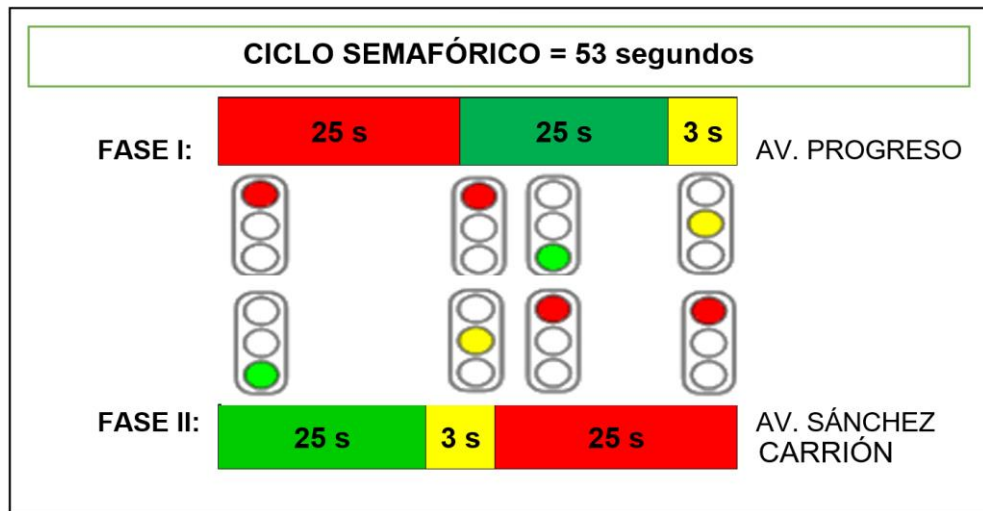 CICLO SEMAFÓRICO = 53 segundos
FASE I: 25 s 25 s 3 s AV. PROGRESO
FASE II: 25 s 3 s 25 s AV. SÁNCHEZ
CARRIÓN